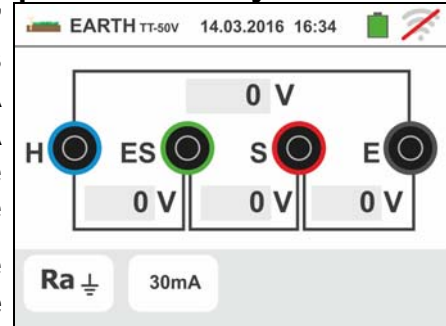 EARTH TT-50V 14.03.2016 16:34
0 V
H ES S E
0 V 0 V 0 V
Ra 30mA